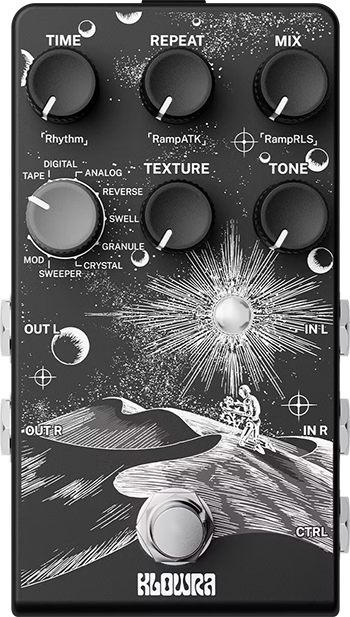 TIME REPEAT MIX
「Rhythm」 「RampATK」 「RampRLS」
DIGITAL
TAPE ANALOG
REVERSE
SWELL
GRANULE
CRYSTAL
SWEEPER
MOD
TEXTURE TONE
OUT L IN L
OUT R IN R
CTRL
KLOWRA